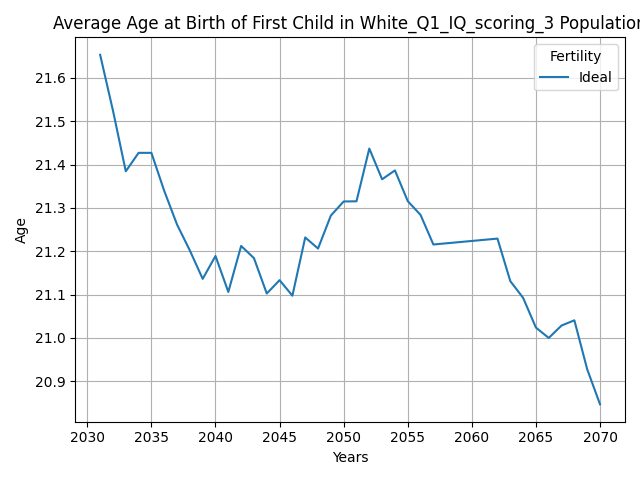 Average Age at Birth of First Child in White_Q1_IQ_scoring_3 Population
Fertility
Ideal
21.6
21.5
21.4
21.3
21.2
21.1
21.0
20.9
Age
2030 2035 2040 2045 2050 2055 2060 2065 2070
Years